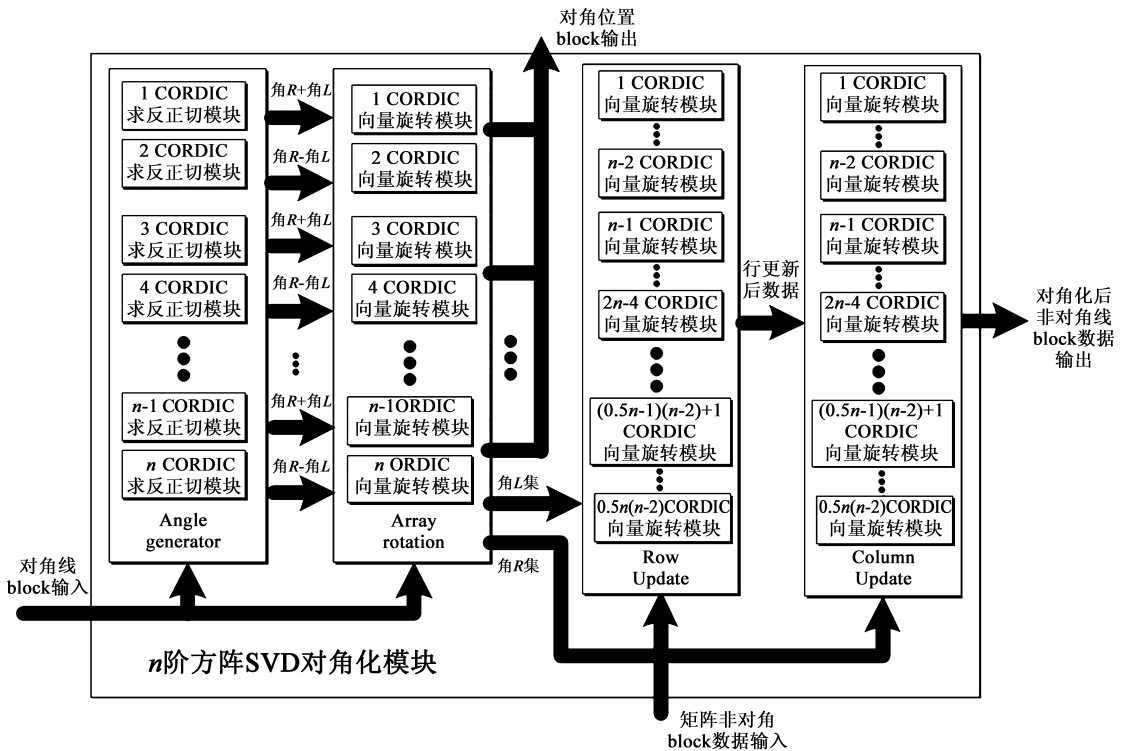 对角位置
block输出
1 CORDIC
求反正切模块
2 CORDIC
求反正切模块
3 CORDIC
求反正切模块
4 CORDIC
求反正切模块
n-1 CORDIC
求反正切模块
n CORDIC
求反正切模块
Angle
generator
角R+角L
角R-角L
角R+角L
角R-角L
角R+角L
角R-角L
1 CORDIC
向量旋转模块
2 CORDIC
向量旋转模块
3 CORDIC
向量旋转模块
4 CORDIC
向量旋转模块
n-1ORDIC
向量旋转模块
n ORDIC
向量旋转模块
Array
rotation
角L集
角R集
1 CORDIC
向量旋转模块
n-2 CORDIC
向量旋转模块
n-1 CORDIC
向量旋转模块
2n-4 CORDIC
向量旋转模块
(0.5n-1)(n-2)+1
CORDIC
向量旋转模块
0.5n(n-2)CORDIC
向量旋转模块
Row
Update
行更新
后数据
1 CORDIC
向量旋转模块
n-2 CORDIC
向量旋转模块
n-1 CORDIC
向量旋转模块
2n-4 CORDIC
向量旋转模块
(0.5n-1)(n-2)+1
CORDIC
向量旋转模块
0.5n(n-2)CORDIC
向量旋转模块
Column
Update
对角化后
非对角线
block数据
输出
对角线
block输入
n阶方阵SVD对角化模块
矩阵非对角
block数据输入